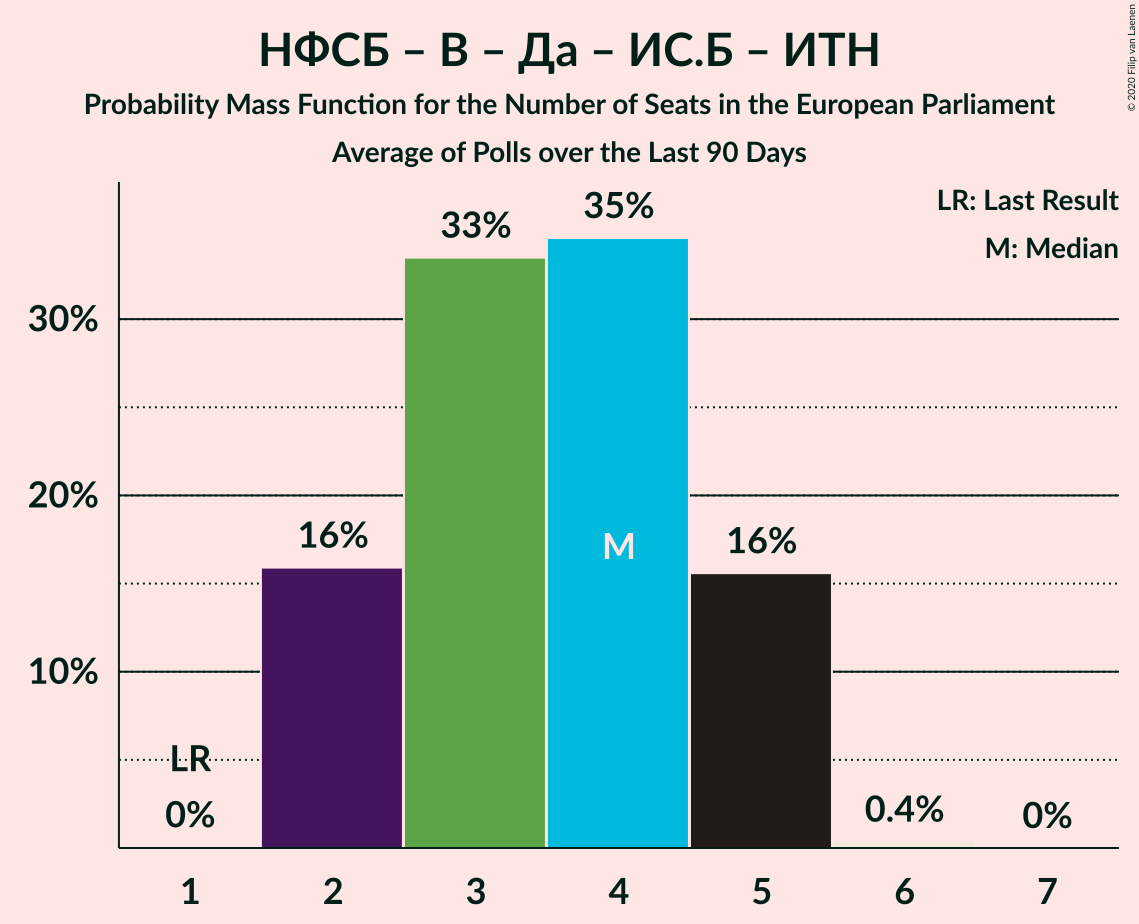 НФСБ – В – Да – ИС.Б – ИТН
Probability Mass Function for the Number of Seats in the European Parliament
Average of Polls over the Last 90 Days
© 2020 Filip van Laenen
LR: Last Result
M: Median
35%
33%
30%
20%
16%
16%
M
10%
LR
0%
0.4%
0%
1 2 3 4 5 6 7